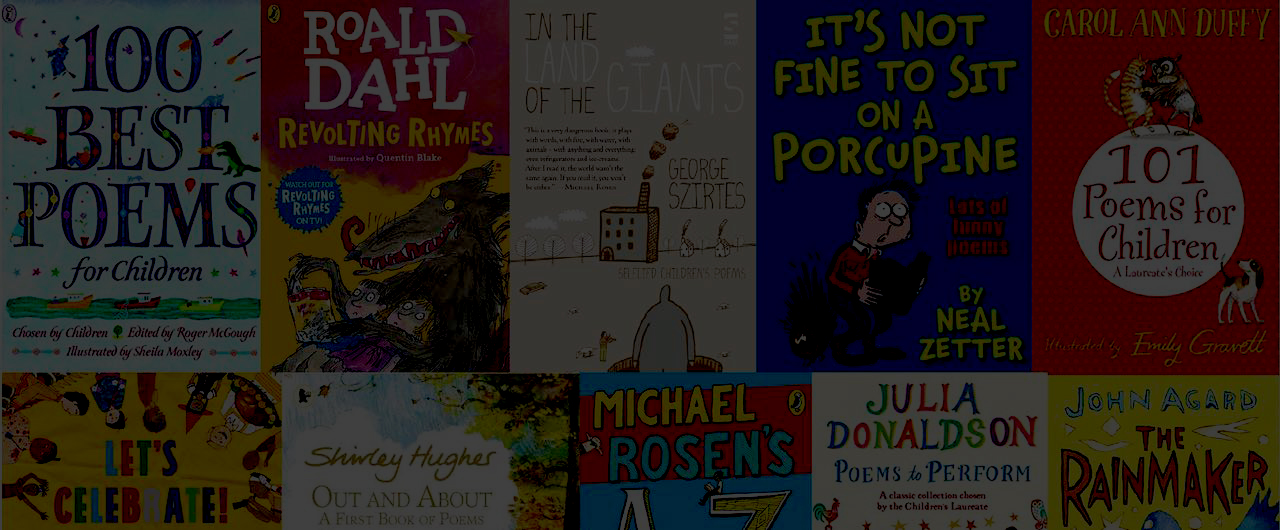 100
BEST
POEMS
for Children
Chosen by Children Edited by Roger McGough
Illustrated by Sheila Moxley
ROALD
DAHL
REVOLTING RHYMES
Illustrated by Quentin Blake
WATCH OUT FOR
REVOLTING
RHYMES
ON TV!
IN THE
LAND
OF THE
GIANTS
"This is a very dangerous book: it plays
with words, with fire, with water, with
animals - with anything and everything,
even refrigerators and ice-creams.
After I read it, the world wasn't the
same again. If you read it, you won't
be either." Michael Rosen
GEORGE
SZIRTES
SELECTED CHILDREN'S POEMS
IT'S NOT
FINE TO SIT
ON A
PORCUPINE
Lots of
funny
poems
BY
NEAL
ZETTER
CAROL ANN DUFFY
101
Poems for
Children
A Laureate's Choice
Illustrated by Emily Gravett
LET'S
CELEBRATE!
Shirley Hughes
OUT AND ABOUT
A FIRST BOOK OF POEMS
MICHAEL
ROSEN'S
A-Z
JULIA
DONALDSON
POEMS to PERFORM
A classic collection chosen
by the Children's Laureate
JOHN AGARD
THE
RAINMAKER